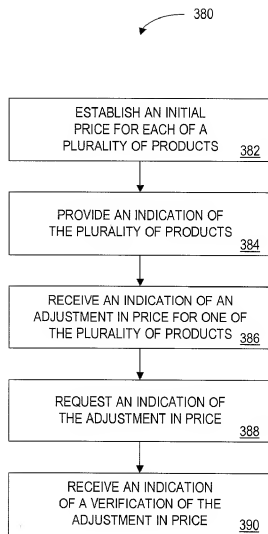 380
ESTABLISH AN INITIAL
PRICE FOR EACH OF A
PLURALITY OF PRODUCTS 382
PROVIDE AN INDICATION OF
THE PLURALITY OF PRODUCTS
384
RECEIVE AN INDICATION OF AN
ADJUSTMENT IN PRICE FOR ONE OF
THE PLURALITY OF PRODUCTS
386
REQUEST AN INDICATION OF
THE ADJUSTMENT IN PRICE
388
RECEIVE AN INDICATION
OF A VERIFICATION OF THE
ADJUSTMENT IN PRICE 390